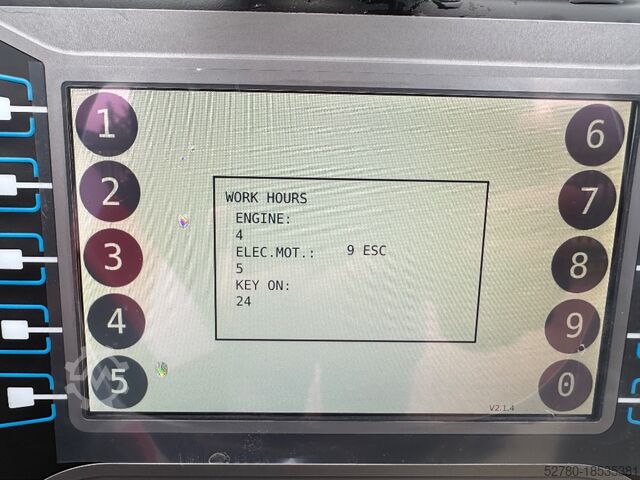 1
2
3
4
5
WORK HOURS
ENGINE:
4
ELEC.MOT.: 9 ESC
5
KEY ON:
24
6
7
8
9
0
V2.1.4
52780-18535381